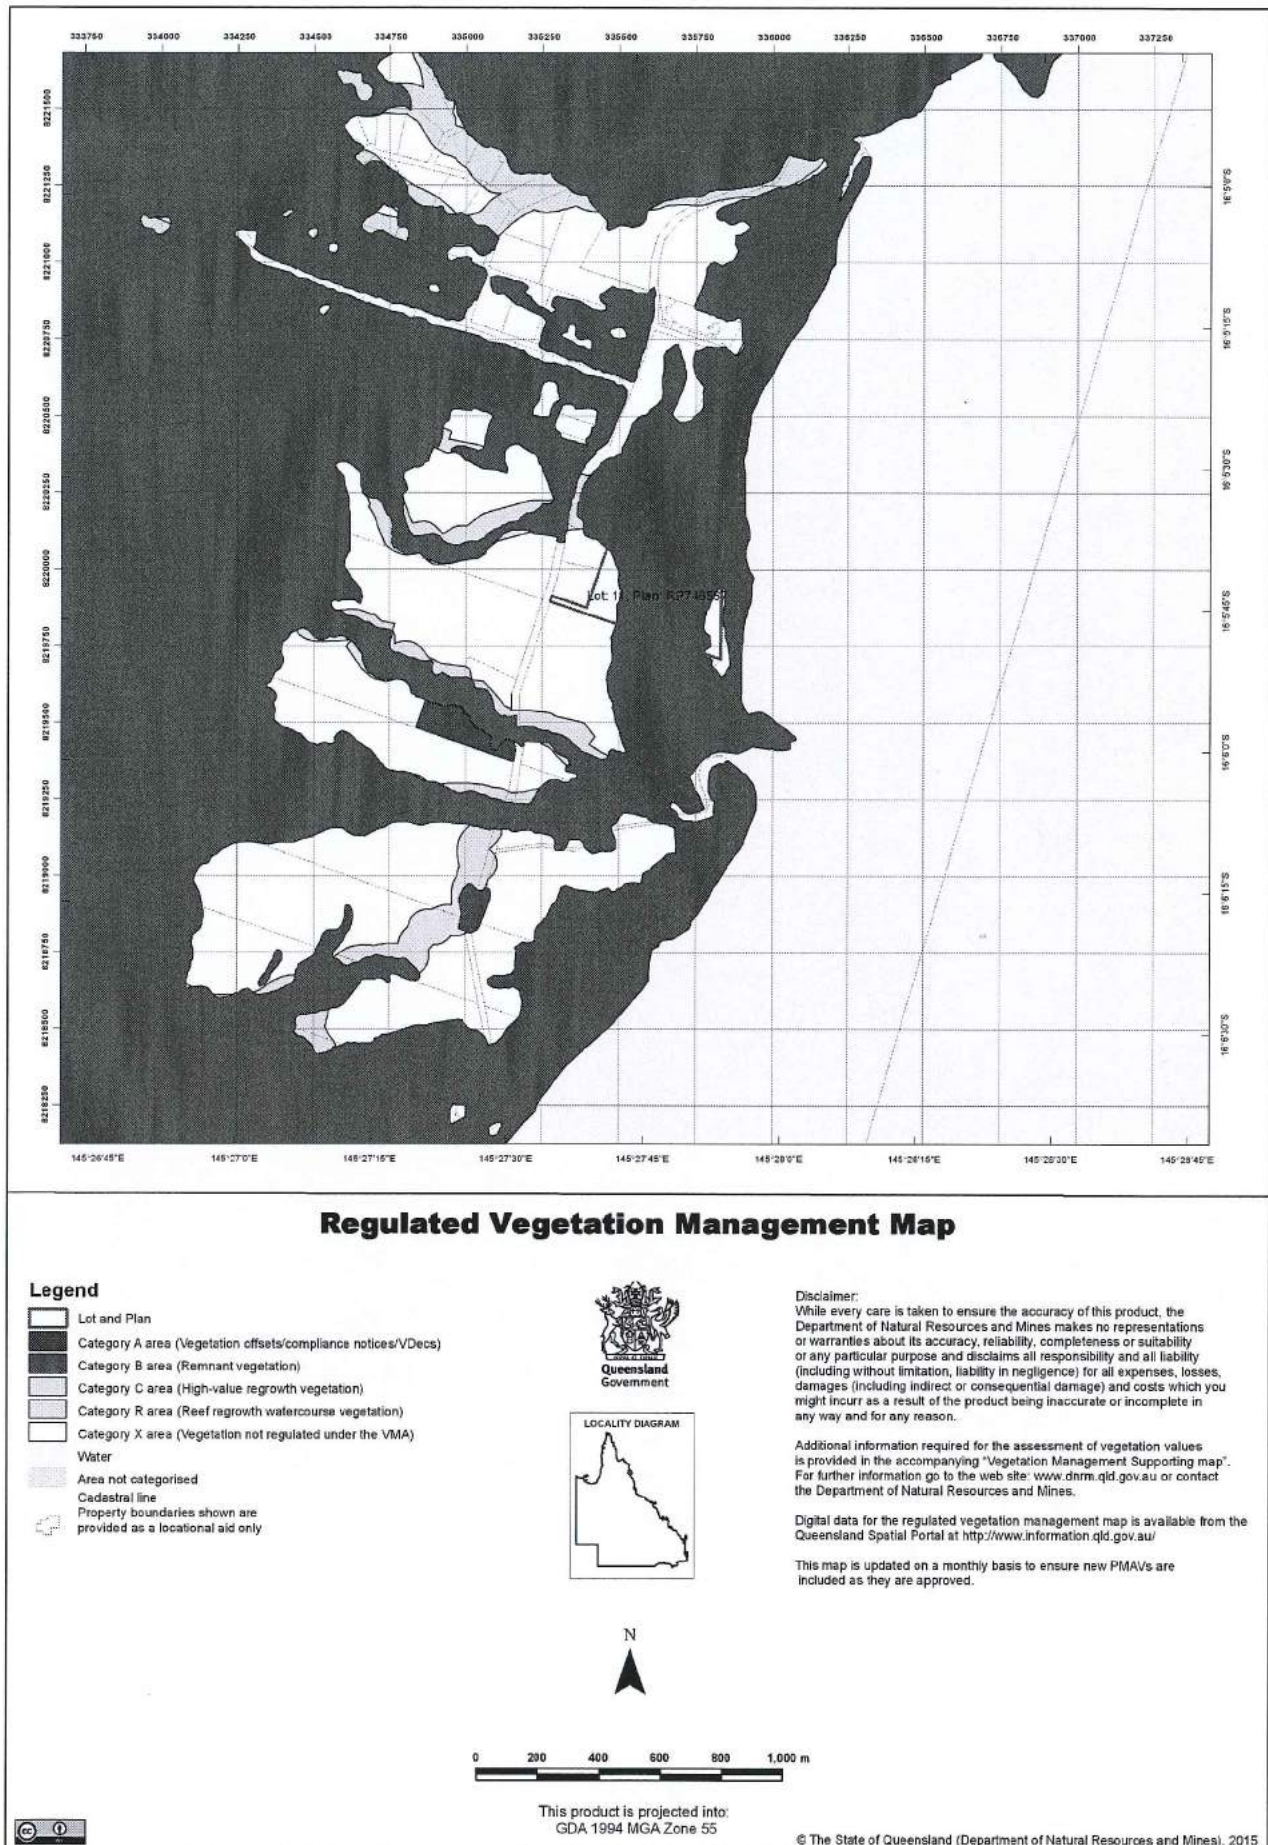 333750 334000 334250 334500 334750 335000 335250 335500 335750 336000 336250 336500 336750 337000 337250
8221500
8221250
8221000
8220750
8220500
8220250
8220000
8219750
8219500
8219250
8219000
8218750
8218500
8218250
16°5'0"S
16°5'15"S
16°5'30"S
16°5'45"S
16°6'0"S
16°6'15"S
16°6'30"S
145°26'45"E 145°27'0"E 145°27'15"E 145°27'30"E 145°27'45"E 145°28'0"E 145°28'15"E 145°28'30"E 145°28'45"E
Regulated Vegetation Management Map
Legend
Lot and Plan
Category A area (Vegetation offsets/compliance notices/VDecs)
Category B area (Remnant vegetation)
Category C area (High-value regrowth vegetation)
Category R area (Reef regrowth watercourse vegetation)
Category X area (Vegetation not regulated under the VMA)
Water
Area not categorised
Cadastral line
Property boundaries shown are
provided as a locational aid only
Queensland
Government
LOCALITY DIAGRAM
Disclaimer:
While every care is taken to ensure the accuracy of this product, the
Department of Natural Resources and Mines makes no representations
or warranties about its accuracy, reliability, completeness or suitability
or any particular purpose and disclaims all responsibility and all liability
(including without limitation, liability in negligence) for all expenses, losses,
damages (including indirect or consequential damage) and costs which you
might incurr as a result of the product being inaccurate or incomplete in
any way and for any reason.
Additional information required for the assessment of vegetation values
is provided in the accompanying "Vegetation Management Supporting map".
For further information go to the web site: www.dnrm.qld.gov.au or contact
the Department of Natural Resources and Mines.
Digital data for the regulated vegetation management map is available from the
Queensland Spatial Portal at http://www.information.qld.gov.au/
This map is updated on a monthly basis to ensure new PMAVs are
included as they are approved.
N
0 200 400 600 800 1,000 m
This product is projected into:
GDA 1994 MGA Zone 55
cc
© The State of Queensland (Department of Natural Resources and Mines), 2015